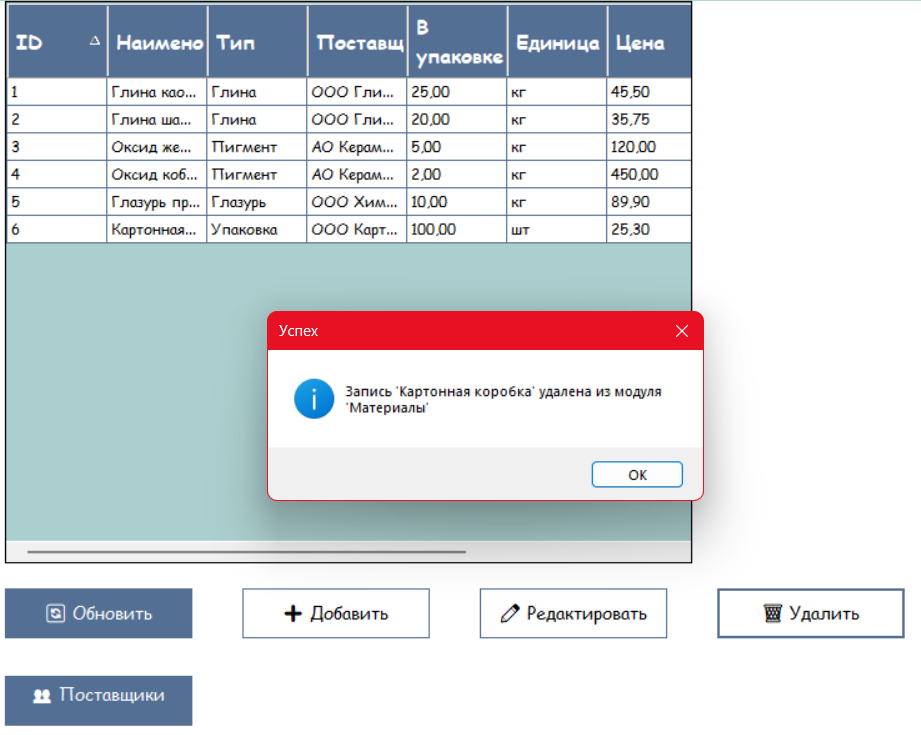 ID Наимено Тип Поставщ В упаковке Единица Цена
1 Глина као... Глина ООО Гли... 25,00 кг 45,50
2 Глина ша... Глина ООО Гли... 20,00 кг 35,75
3 Оксид же... Пигмент АО Керам... 5,00 кг 120,00
4 Оксид коб... Пигмент АО Керам... 2,00 кг 450,00
5 Глазурь пр... Глазурь ООО Хим... 10,00 кг 89,90
6 Картонная... Упаковка ООО Карт... 100,00 шт 25,30
Успех
Запись 'Картонная коробка' удалена из модуля
'Материалы'
ОК
Обновить Добавить Редактировать Удалить
Поставщики